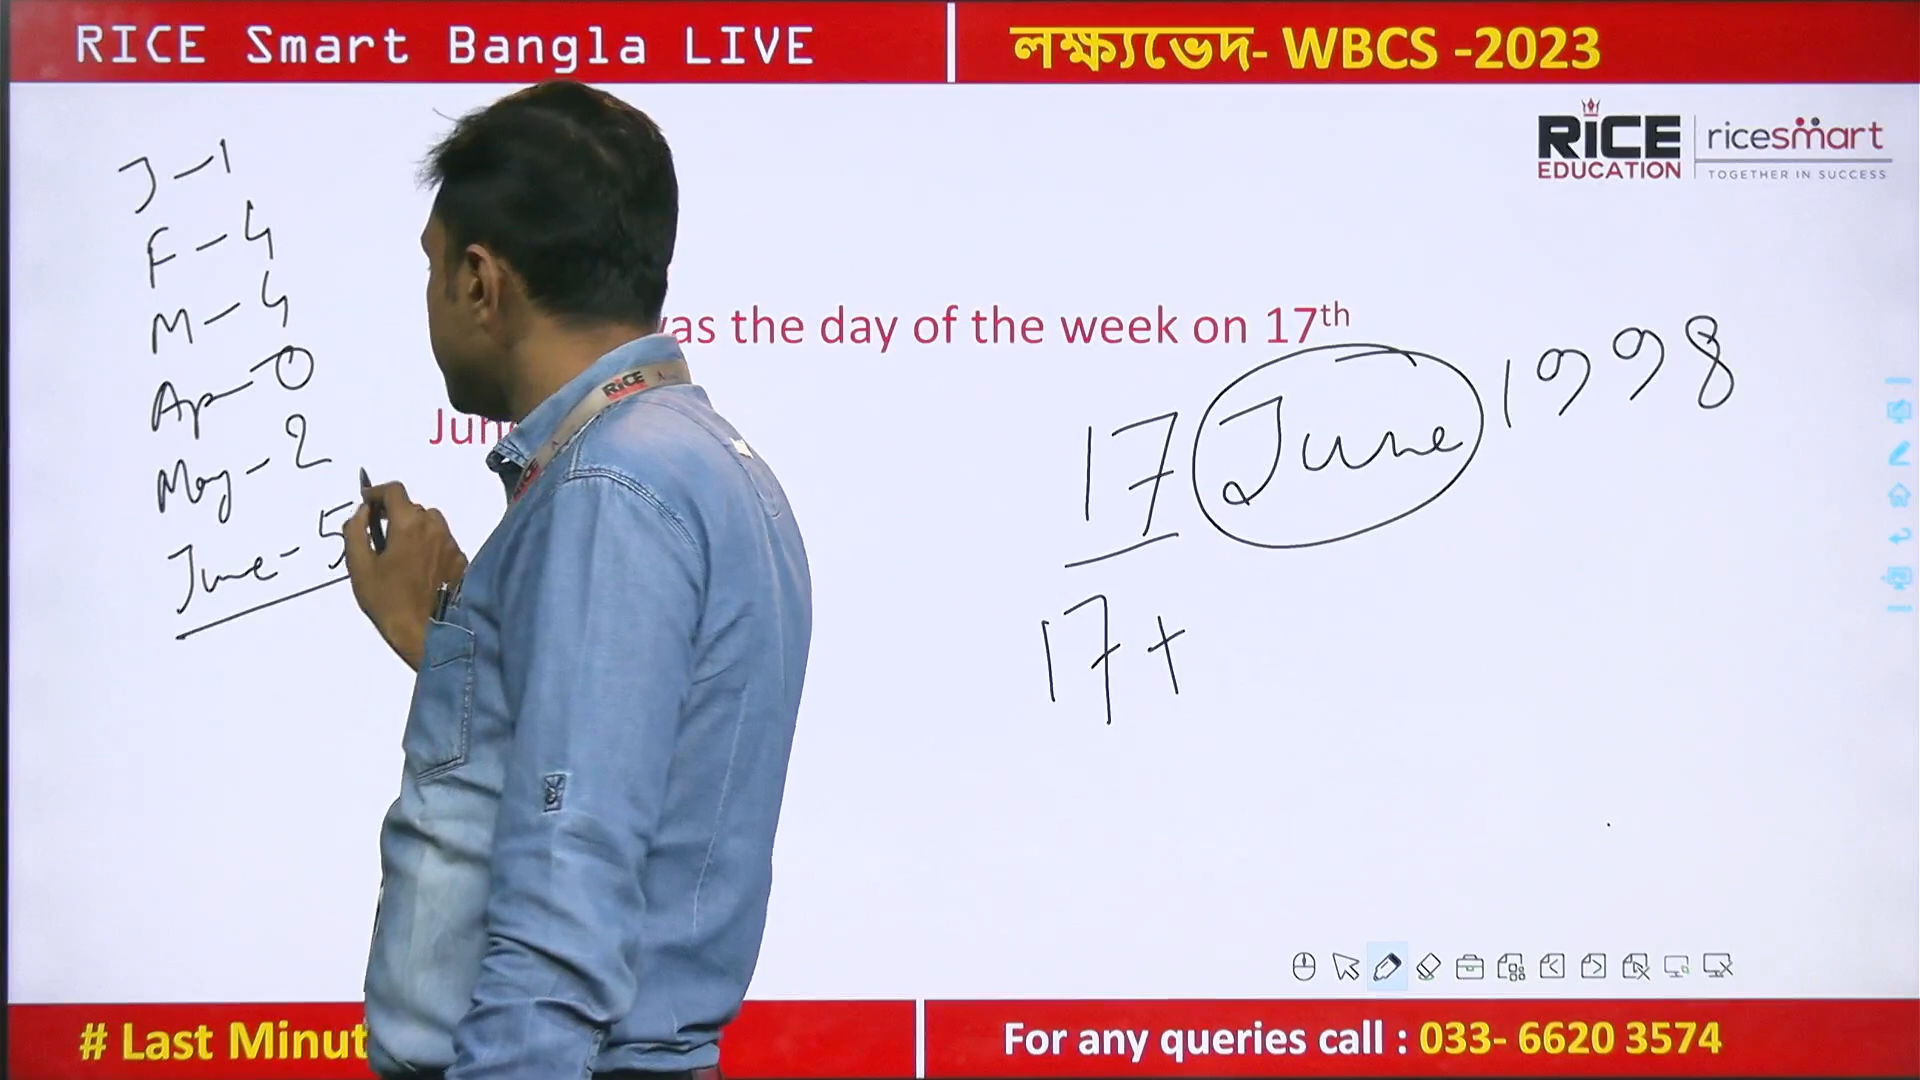 RICE Smart Bangla LIVE
লক্ষ্যভেদ- WBCS -2023
RICE
EDUCATION
ricesmart
TOGETHER IN SUCCESS
J - 1
F - 4
M - 4
Ap - 0
May - 2
June - 5
was the day of the week on 17th
June
17 June 1998
17 +
RICE
# Last Minut
For any queries call : 033- 6620 3574